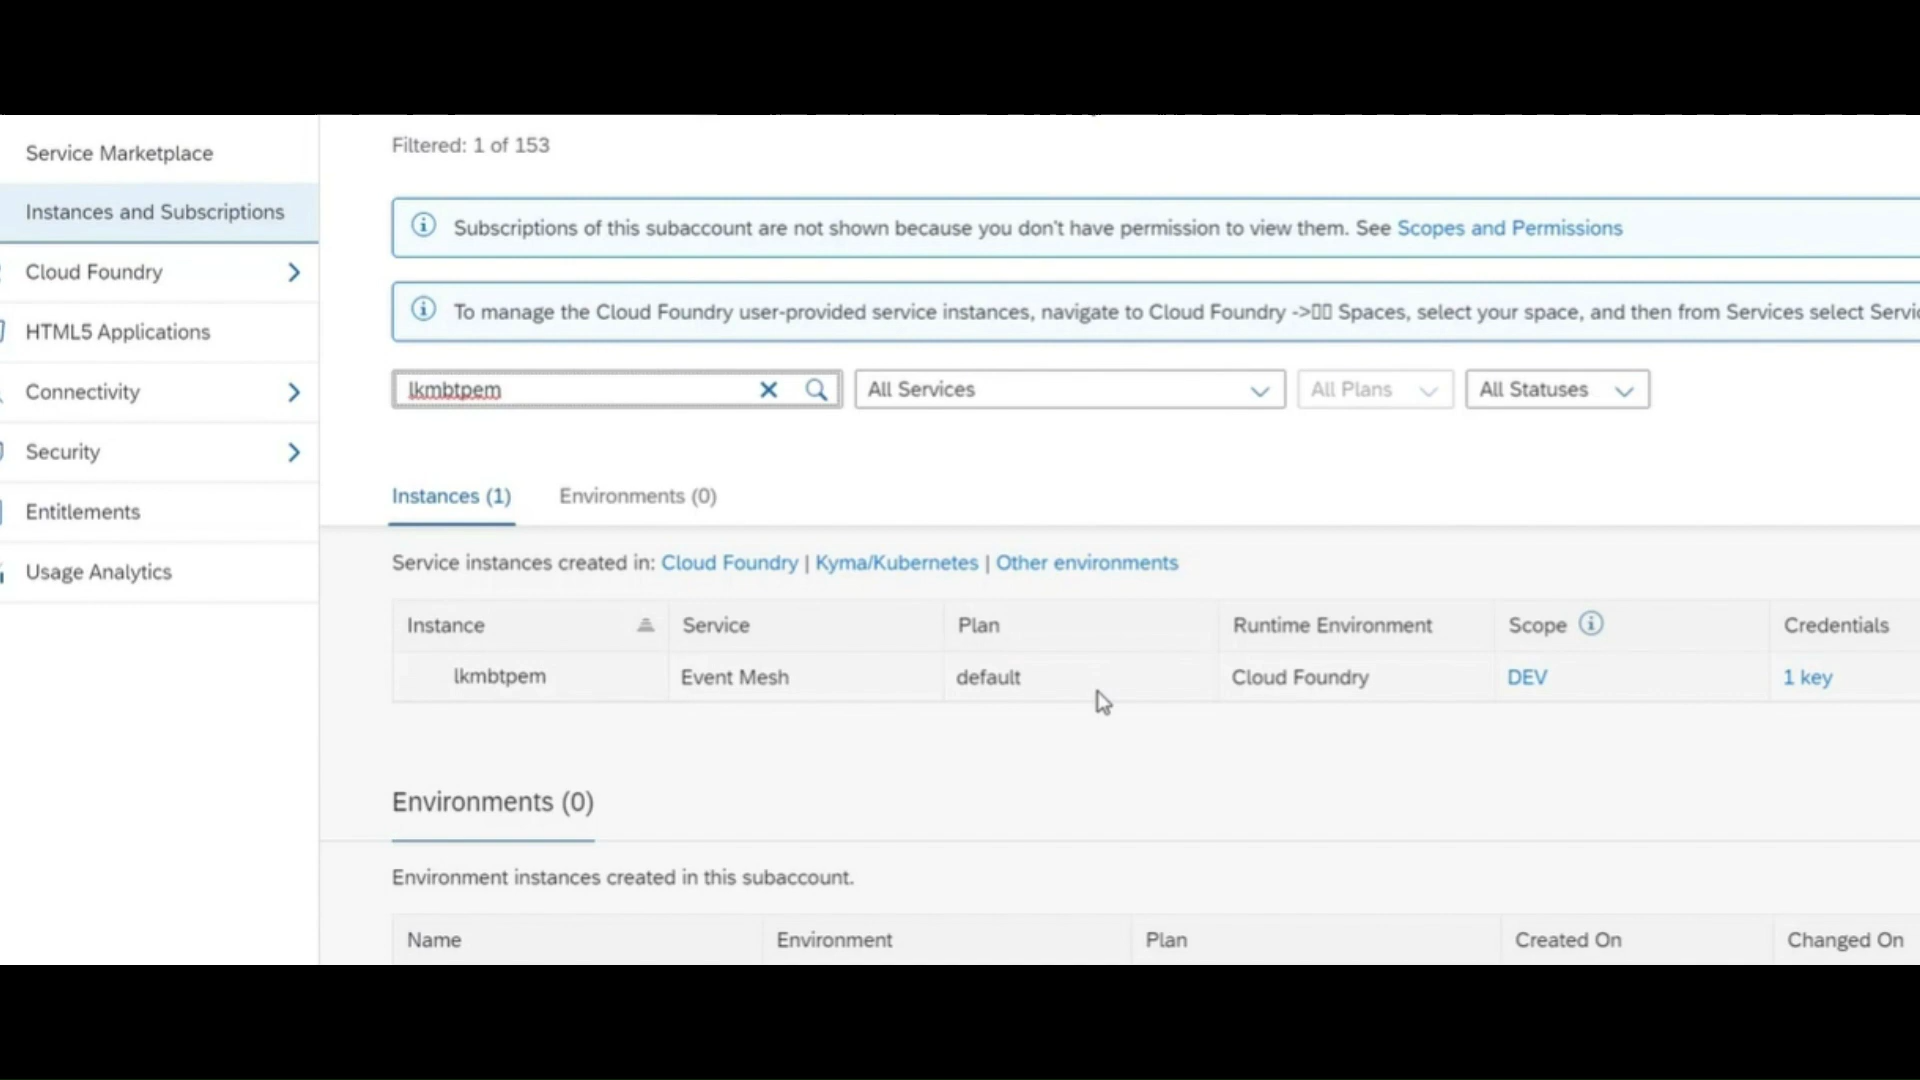 Service Marketplace
Instances and Subscriptions
Cloud Foundry
HTML5 Applications
Connectivity
Security
Entitlements
Usage Analytics
Filtered: 1 of 153
Subscriptions of this subaccount are not shown because you don't have permission to view them. See Scopes and Permissions
To manage the Cloud Foundry user-provided service instances, navigate to Cloud Foundry -> Spaces, select your space, and then from Services select
lkmbtpem
All Services
All Plans
All Statuses
Instances (1) Environments (0)
Service instances created in: Cloud Foundry | Kyma/Kubernetes | Other environments
Instance Service Plan Runtime Environment Scope Credentials
lkmbtpem Event Mesh default Cloud Foundry DEV 1 key
Environments (0)
Environment instances created in this subaccount.
Name Environment Plan Created On Changed On